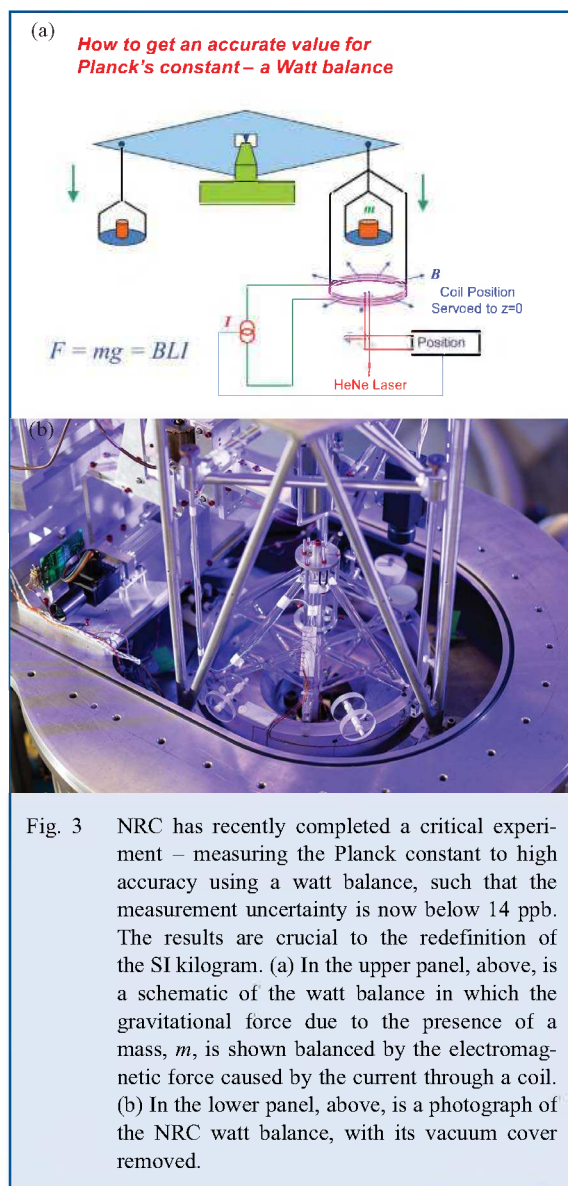 (a)
How to get an accurate value for
Planck's constant – a Watt balance
m
B
Coil Position
Servoed to z=0
I
F = mg = BLI
Position
HeNe Laser
(b)
Fig. 3 NRC has recently completed a critical experi-
ment – measuring the Planck constant to high
accuracy using a watt balance, such that the
measurement uncertainty is now below 14 ppb.
The results are crucial to the redefinition of
the SI kilogram. (a) In the upper panel, above, is
a schematic of the watt balance in which the
gravitational force due to the presence of a
mass, m, is shown balanced by the electromag-
netic force caused by the current through a coil.
(b) In the lower panel, above, is a photograph of
the NRC watt balance, with its vacuum cover
removed.